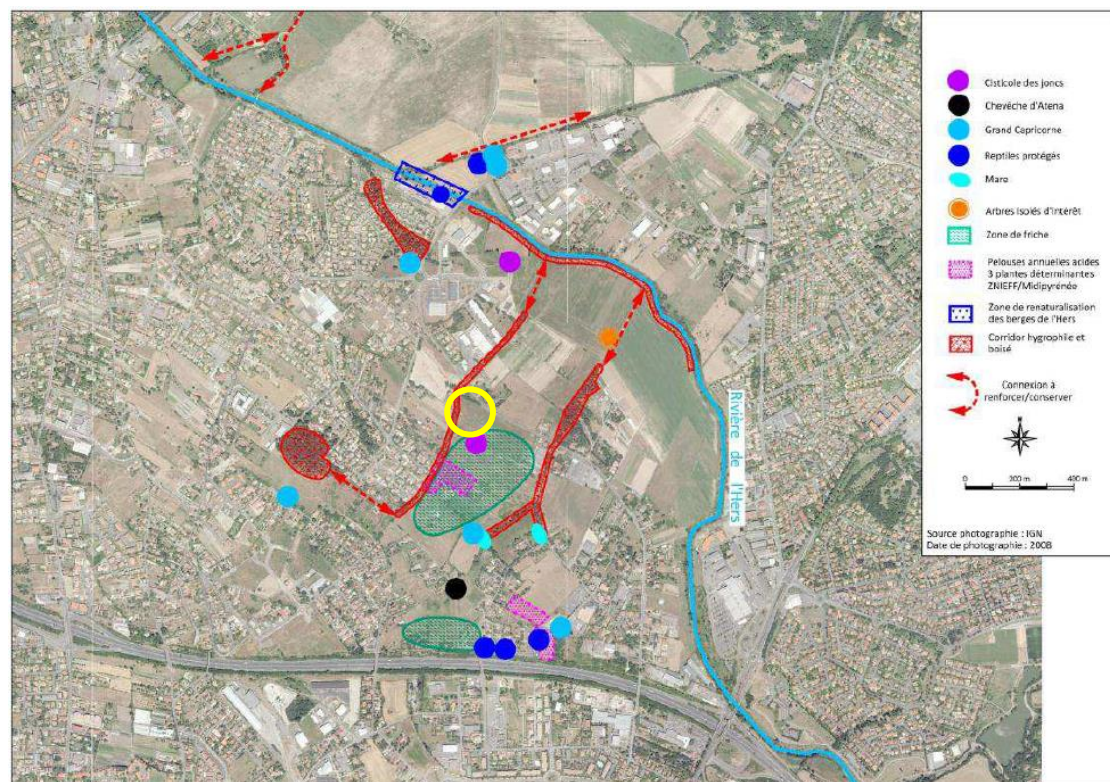 Cisticole des joncs
Chevêche d'Atena
Grand Capricorne
Reptiles protégés
Mare
Arbres isolés d'intérêt
Zone de friche
Pelouses annuelles acides
3 plantes déterminantes
ZNIEFF/Midipyrénée
Zone de renaturalisation
des berges de l'Hers
Corridor hygrophile et
boisé
Connexion à
renforcer/conserver
0
200 m
400 m
Source photographie : IGN
Date de photographie : 2008
Rivière de l'Hers